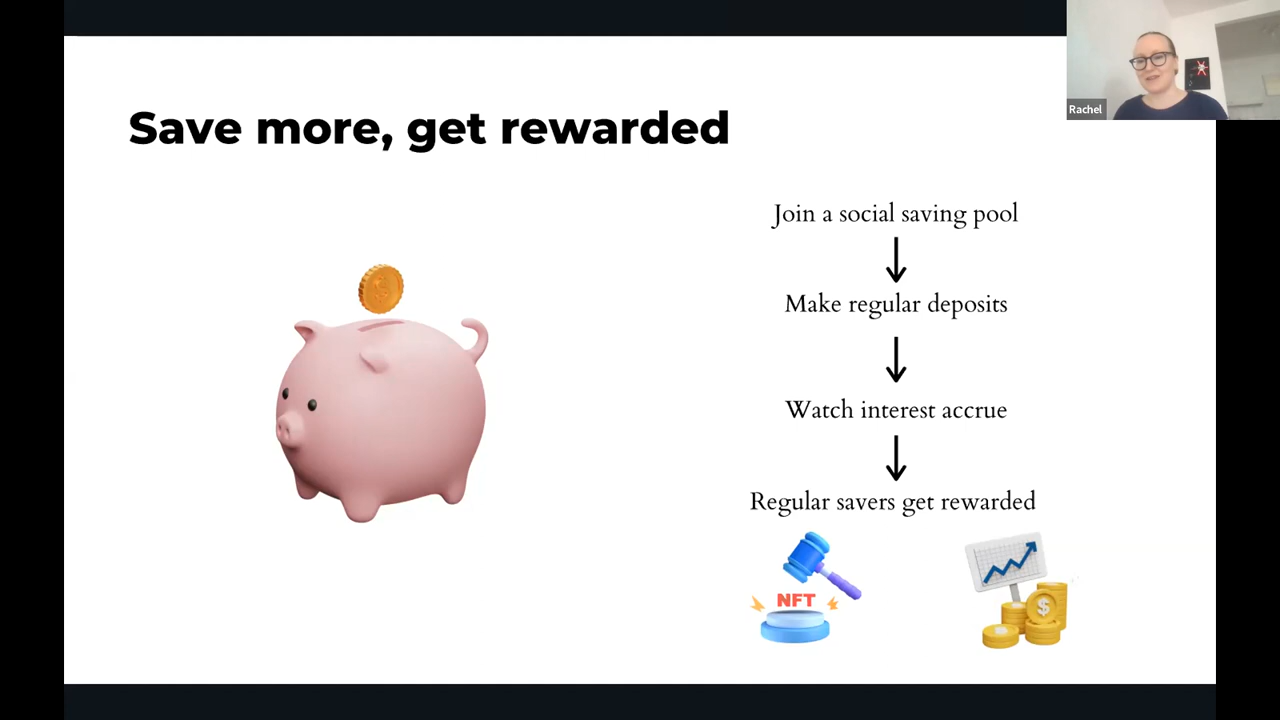 Rachel
Save more, get rewarded
Join a social saving pool
Make regular deposits
Watch interest accrue
Regular savers get rewarded
NFT
$